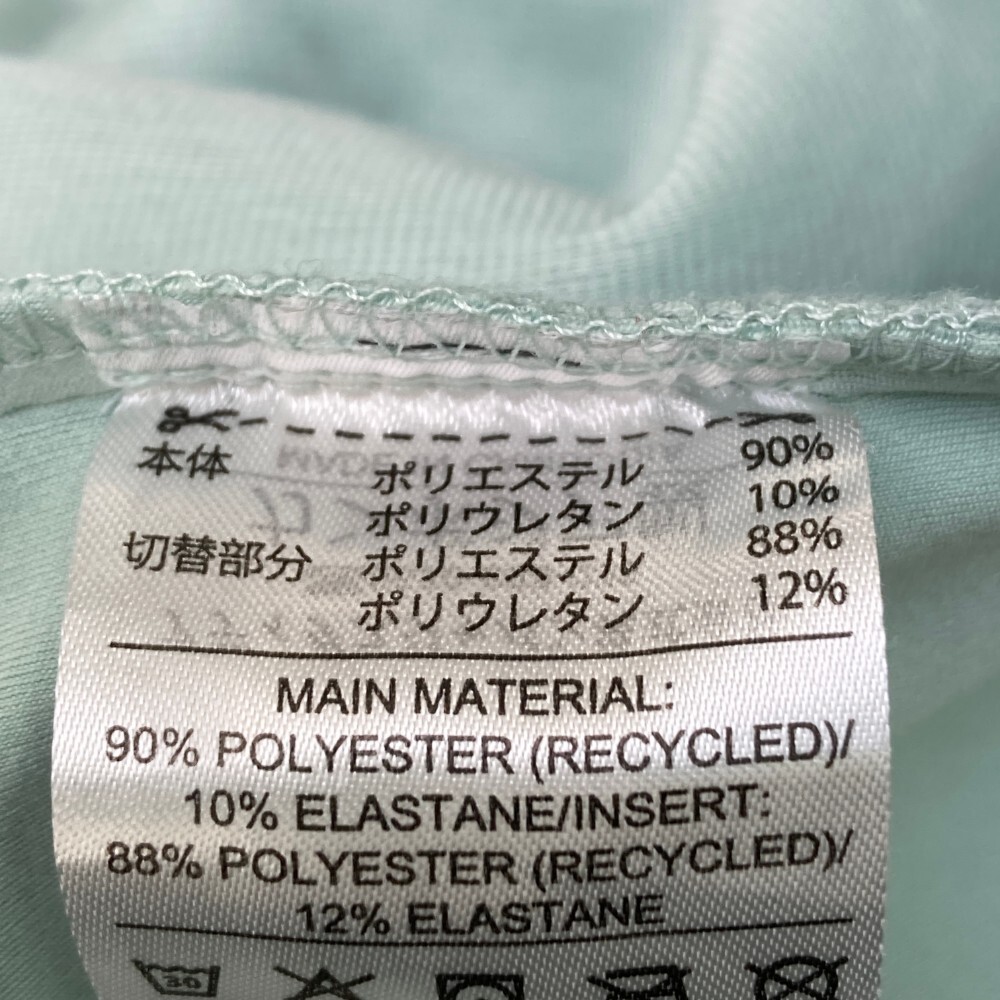 本体 ポリエステル 90%
ポリウレタン 10%
切替部分 ポリエステル 88%
ポリウレタン 12%
MAIN MATERIAL:
90% POLYESTER (RECYCLED)/
10% ELASTANE/INSERT:
88% POLYESTER (RECYCLED)/
12% ELASTANE
30